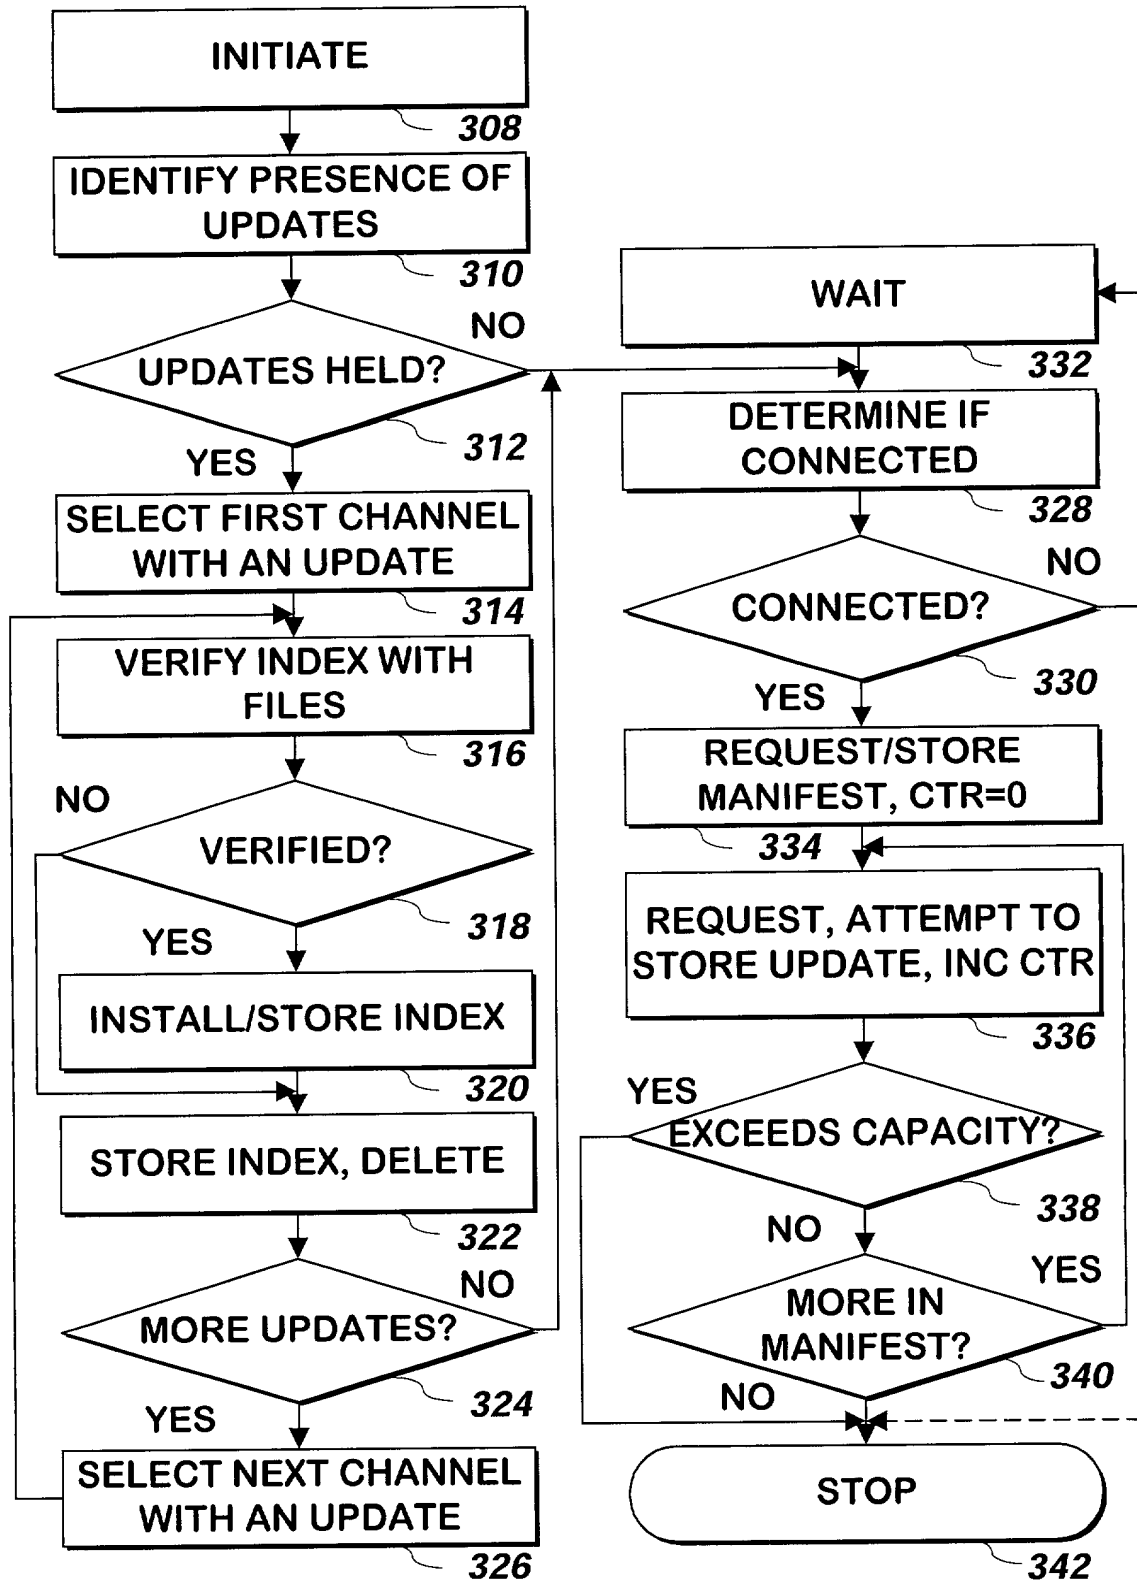 INITIATE
308
IDENTIFY PRESENCE OF
UPDATES
310
NO
UPDATES HELD?
312
YES
SELECT FIRST CHANNEL
WITH AN UPDATE
314
VERIFY INDEX WITH
FILES
316
NO
VERIFIED?
318
YES
INSTALL/STORE INDEX
320
STORE INDEX, DELETE
322
NO
MORE UPDATES?
324
YES
SELECT NEXT CHANNEL
WITH AN UPDATE
326
WAIT
332
DETERMINE IF
CONNECTED
328
NO
CONNECTED?
330
YES
REQUEST/STORE
MANIFEST, CTR=0
334
REQUEST, ATTEMPT TO
STORE UPDATE, INC CTR
336
YES
EXCEEDS CAPACITY?
338
NO
YES
MORE IN
MANIFEST?
340
NO
STOP
342